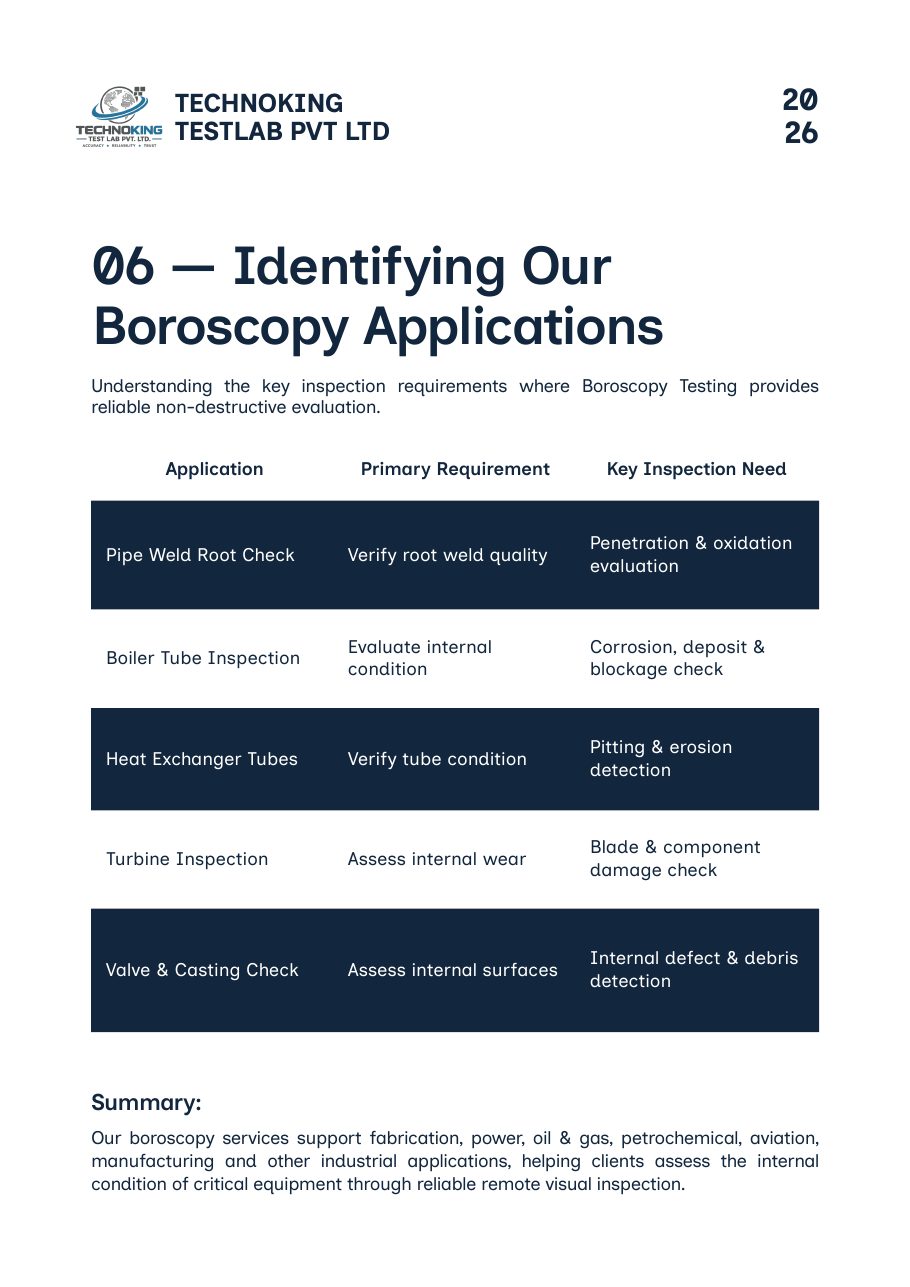 TECHNOKING
TEST LAB PVT. LTD.
ACCURACY • RELIABILITY • TRUST
TECHNOKING
TESTLAB PVT LTD
20
26
06 — Identifying Our
Boroscopy Applications
Understanding the key inspection requirements where Boroscopy Testing provides
reliable non-destructive evaluation.
Application Primary Requirement Key Inspection Need
Pipe Weld Root Check Verify root weld quality Penetration & oxidation
evaluation
Boiler Tube Inspection Evaluate internal
condition Corrosion, deposit &
blockage check
Heat Exchanger Tubes Verify tube condition Pitting & erosion
detection
Turbine Inspection Assess internal wear Blade & component
damage check
Valve & Casting Check Assess internal surfaces Internal defect & debris
detection
Summary:
Our boroscopy services support fabrication, power, oil & gas, petrochemical, aviation,
manufacturing and other industrial applications, helping clients assess the internal
condition of critical equipment through reliable remote visual inspection.